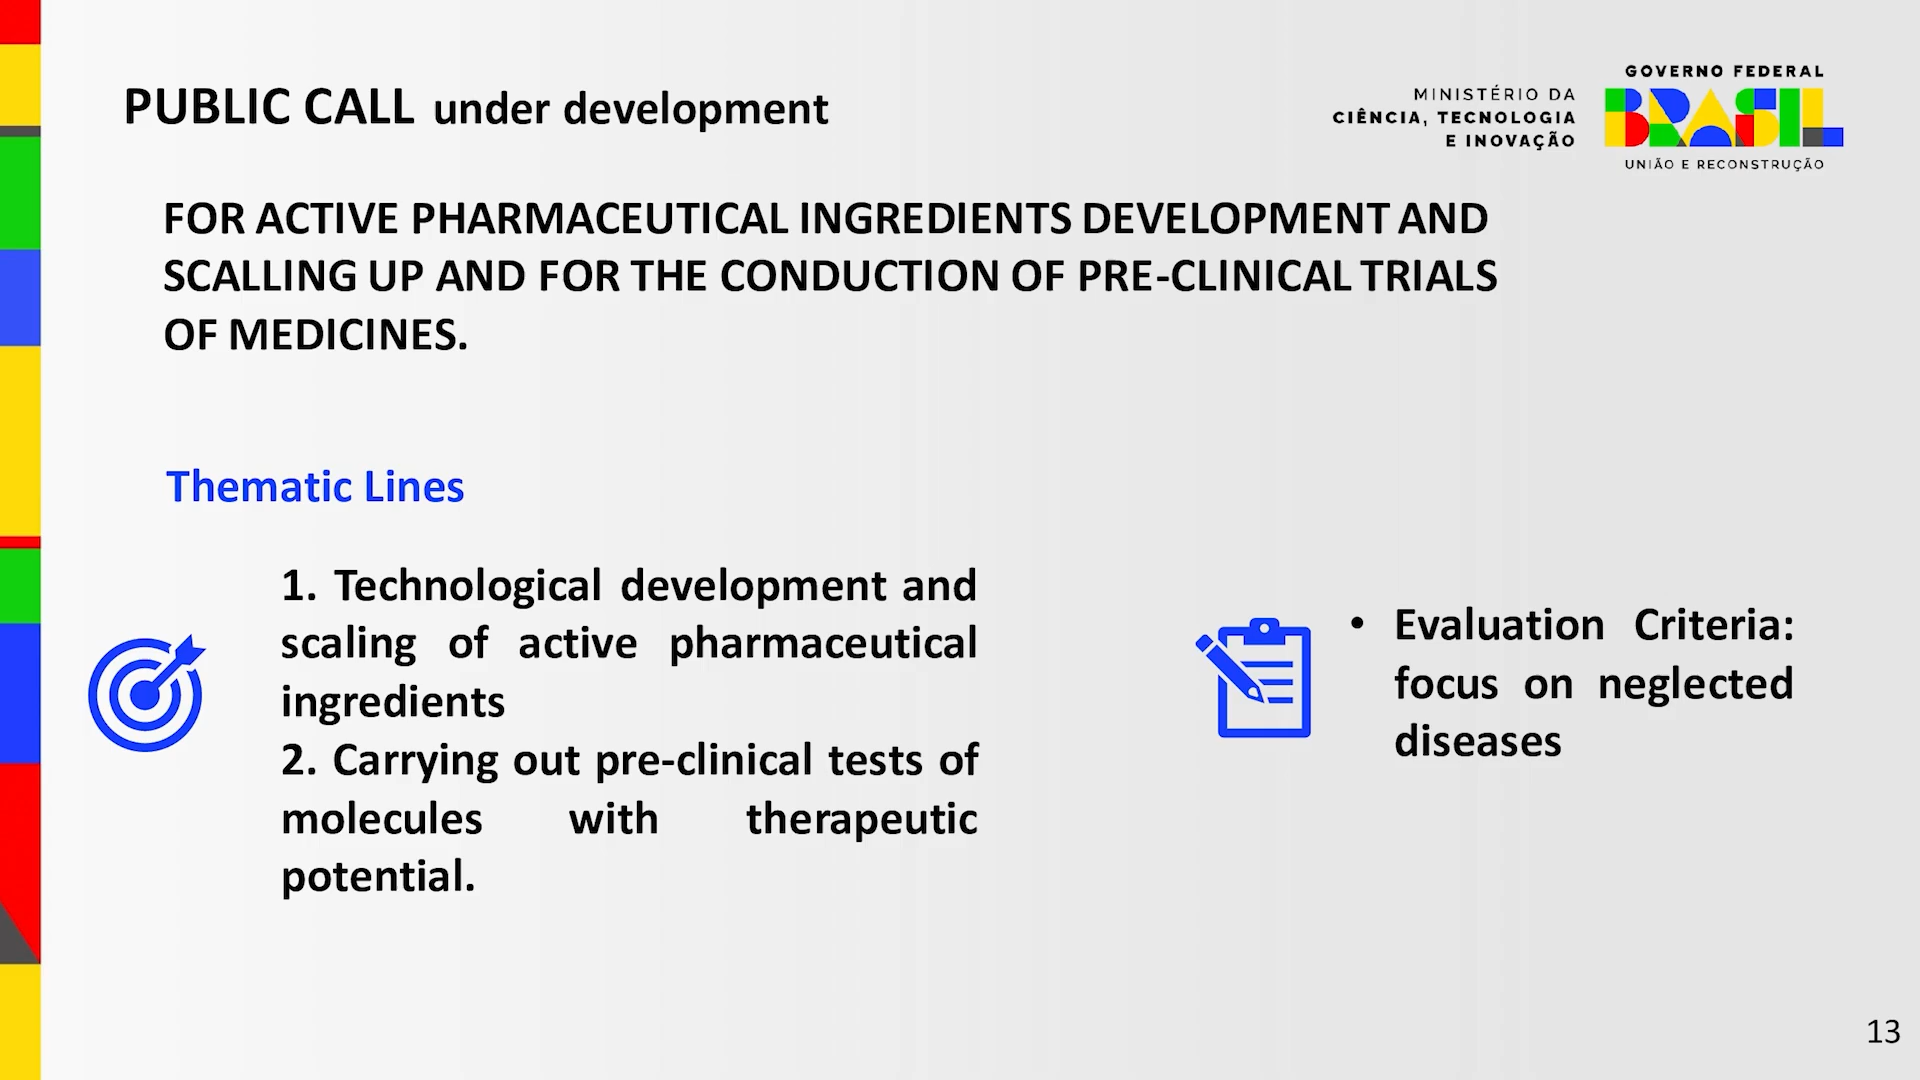 PUBLIC CALL under development
MINISTÉRIO DA
CIÊNCIA, TECNOLOGIA
E INOVAÇÃO
GOVERNO FEDERAL
BRASIL
UNIÃO E RECONSTRUÇÃO
FOR ACTIVE PHARMACEUTICAL INGREDIENTS DEVELOPMENT AND
SCALLING UP AND FOR THE CONDUCTION OF PRE-CLINICAL TRIALS
OF MEDICINES.
Thematic Lines
1. Technological development and
scaling of active pharmaceutical
ingredients
2. Carrying out pre-clinical tests of
molecules with therapeutic
potential.
• Evaluation Criteria:
focus on neglected
diseases
13